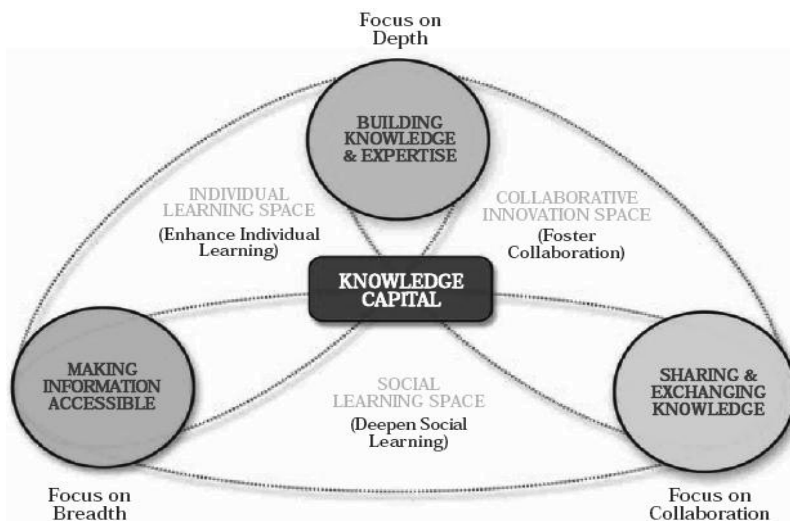 Focus on
Depth
BUILDING
KNOWLEDGE
& EXPERTISE
INDIVIDUAL
LEARNING SPACE
(Enhance Individual
Learning)
COLLABORATIVE
INNOVATION SPACE
(Foster
Collaboration)
KNOWLEDGE
CAPITAL
MAKING
INFORMATION
ACCESSIBLE
SOCIAL
LEARNING SPACE
(Deepen Social
Learning)
SHARING &
EXCHANGING
KNOWLEDGE
Focus on
Breadth
Focus on
Collaboration